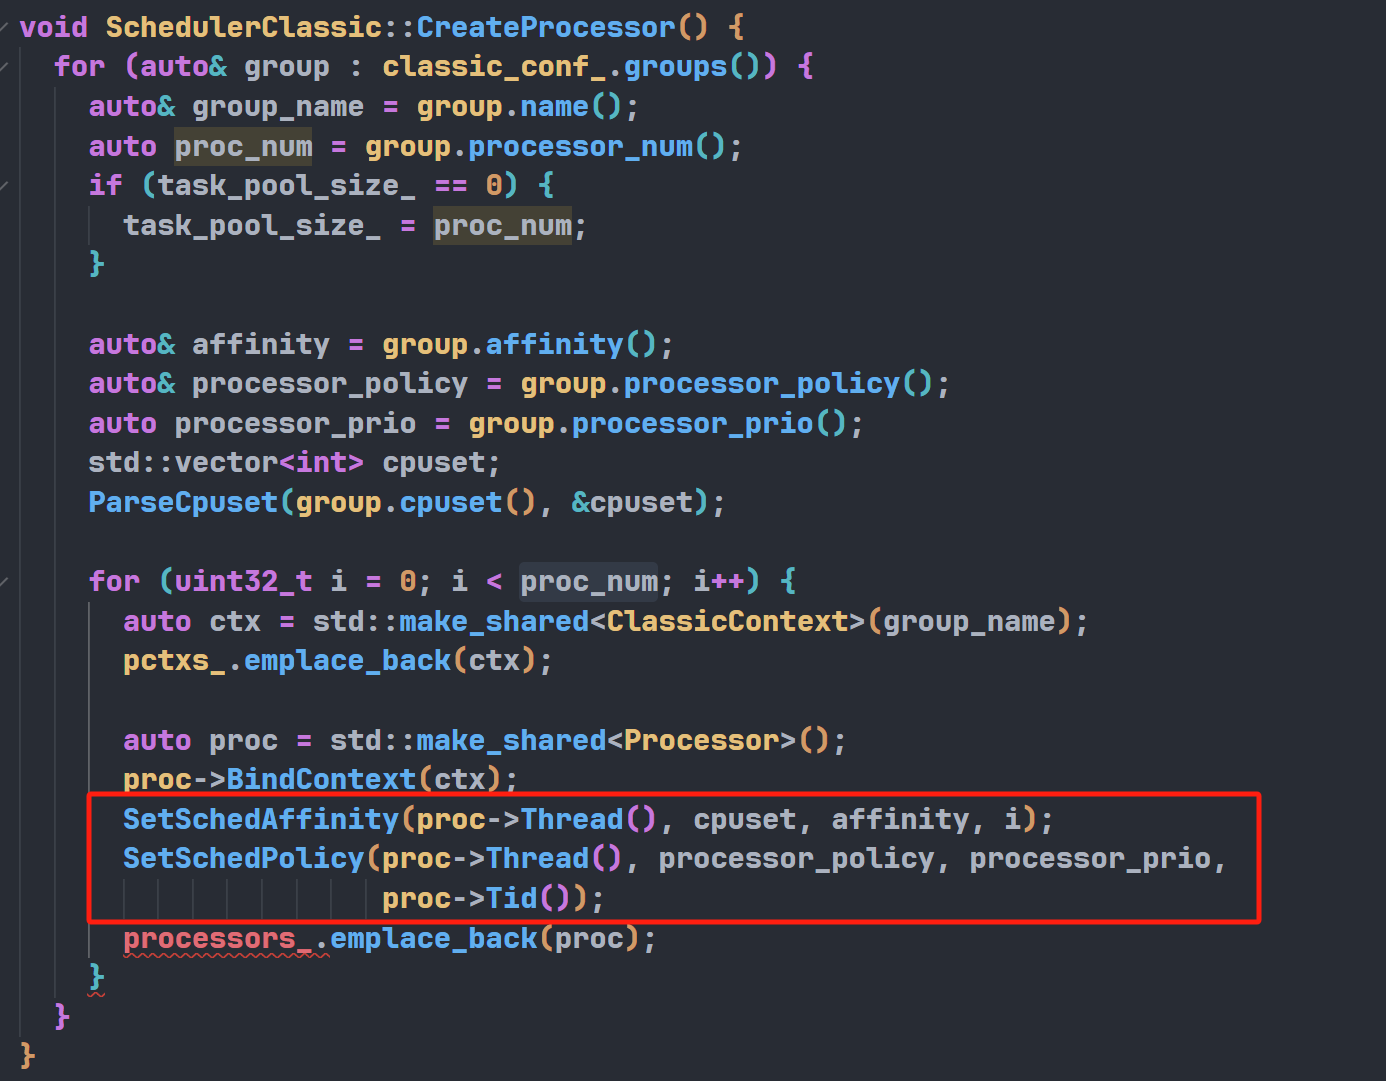 void SchedulerClassic::CreateProcessor() {
  for (auto& group : classic_conf_.groups()) {
    auto& group_name = group.name();
    auto proc_num = group.processor_num();
    if (task_pool_size_ == 0) {
      task_pool_size_ = proc_num;
    }

    auto& affinity = group.affinity();
    auto& processor_policy = group.processor_policy();
    auto processor_prio = group.processor_prio();
    std::vector<int> cpuset;
    ParseCpuset(group.cpuset(), &cpuset);

    for (uint32_t i = 0; i < proc_num; i++) {
      auto ctx = std::make_shared<ClassicContext>(group_name);
      pctxs_.emplace_back(ctx);

      auto proc = std::make_shared<Processor>();
      proc->BindContext(ctx);
      SetSchedAffinity(proc->Thread(), cpuset, affinity, i);
      SetSchedPolicy(proc->Thread(), processor_policy, processor_prio,
                     proc->Tid());
      processors_.emplace_back(proc);
    }
  }
}